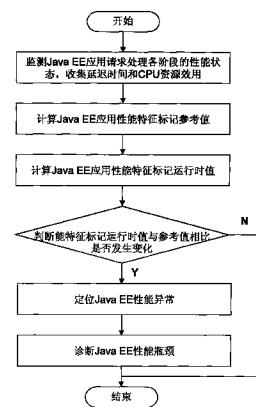 开始
监测Java EE应用请求处理各阶段的性能状
态，收集延迟时间和CPU资源效用
计算Java EE应用性能特征标记参考值
计算Java EE应用性能特征标记运行时值
判断能特征标记运行时值与参考值相比
是否发生变化
N
Y
定位Java EE性能异常
诊断Java EE性能瓶颈
结束